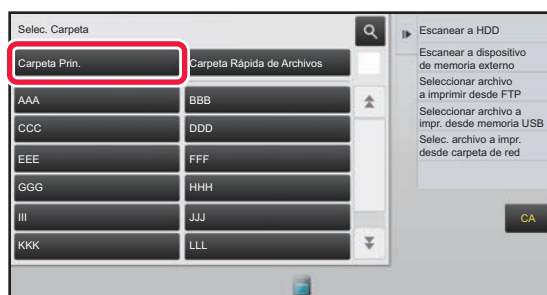 Selec. Carpeta
Carpeta Prin.
Carpeta Rápida de Archivos
AAA
BBB
CCC
DDD
EEE
FFF
GGG
HHH
III
JJJ
KKK
LLL
Escanear a HDD
Escanear a dispositivo
de memoria externo
Seleccionar archivo
a imprimir desde FTP
Seleccionar archivo a
impr. desde memoria USB
Selec. archivo a impr.
desde carpeta de red
CA